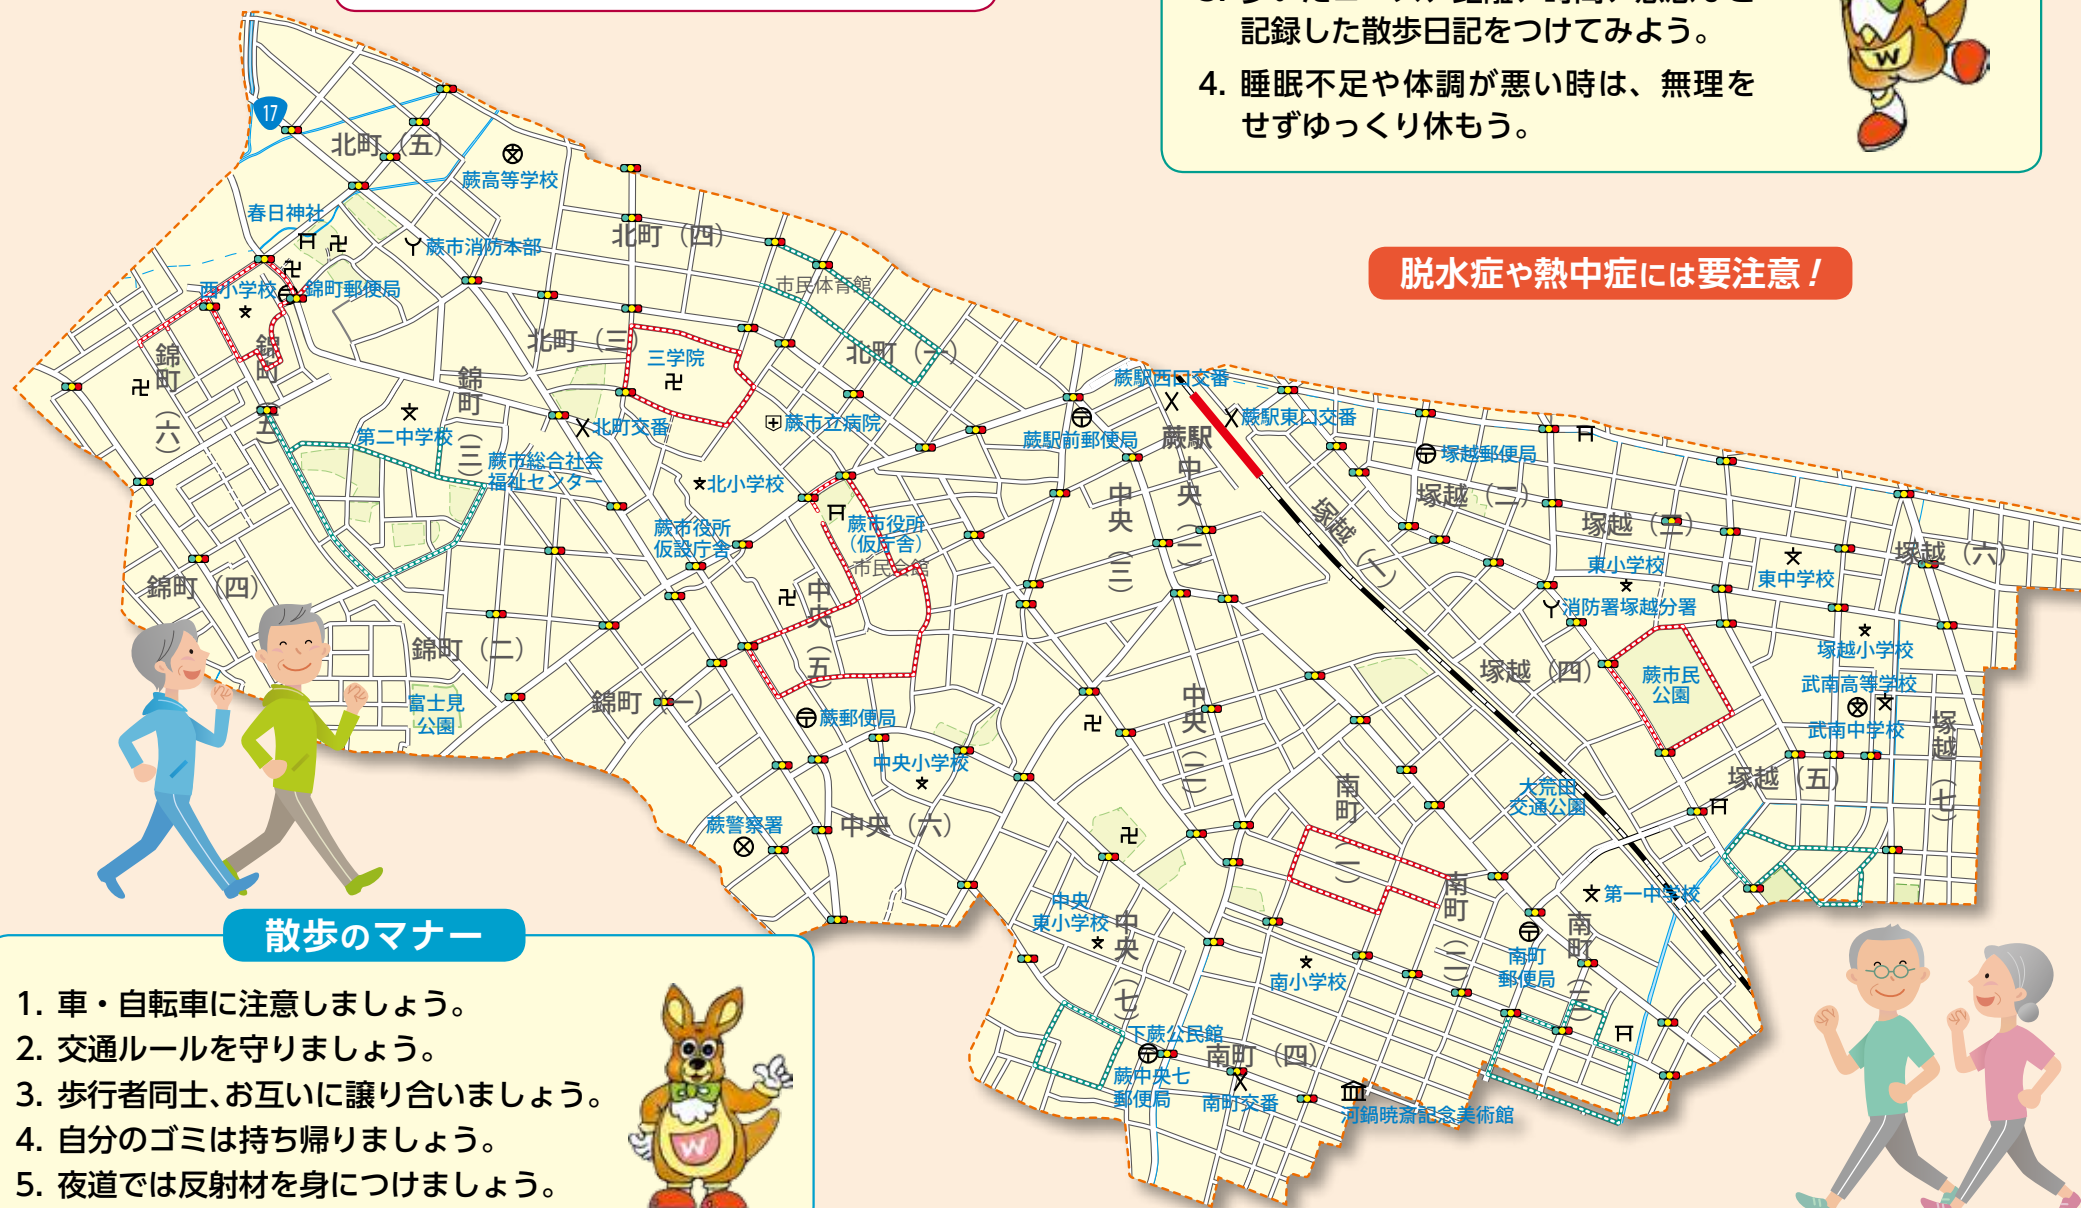 記録した散歩日記をつけてみよう。
4. 睡眠不足や体調が悪い時は、無理を
せずゆっくり休もう。
W
脱水症や熱中症には要注意!
17
北町（五）
蕨高等学校
春日神社
蕨市消防本部
北町（四）
市民体育館
西小学校
錦町郵便局
錦町（六）
錦町（五）
北町（三）
三学院
北町（一）
錦町（三）
第二中学校
北町交番
蕨市立病院
蕨市総合社会
福祉センター
北小学校
蕨駅西口交番
蕨駅東口交番
蕨駅前郵便局
蕨駅
中央（一）
中央（三）
塚越郵便局
塚越（二）
塚越（三）
塚越（一）
塚越（六）
蕨市役所
仮設庁舎
蕨市役所
（仮庁舎）
市民会館
中央（五）
東小学校
東中学校
消防署塚越分署
塚越小学校
錦町（四）
錦町（二）
錦町（一）
富士見
公園
塚越（四）
蕨市民
公園
武南高等学校
武南中学校
塚越（七）
塚越（五）
蕨郵便局
中央小学校
中央（二）
南町（一）
大荒田
交通公園
蕨警察署
中央（六）
中央
東小学校
中央（七）
南町（二）
第一中学校
南町（三）
南町
郵便局
南小学校
下蕨公民館
南町（四）
蕨中央七
郵便局
南町交番
河鍋暁斎記念美術館
散歩のマナー
1. 車・自転車に注意しましょう。
2. 交通ルールを守りましょう。
3. 歩行者同士、お互いに譲り合いましょう。
4. 自分のゴミは持ち帰りましょう。
5. 夜道では反射材を身につけましょう。
W